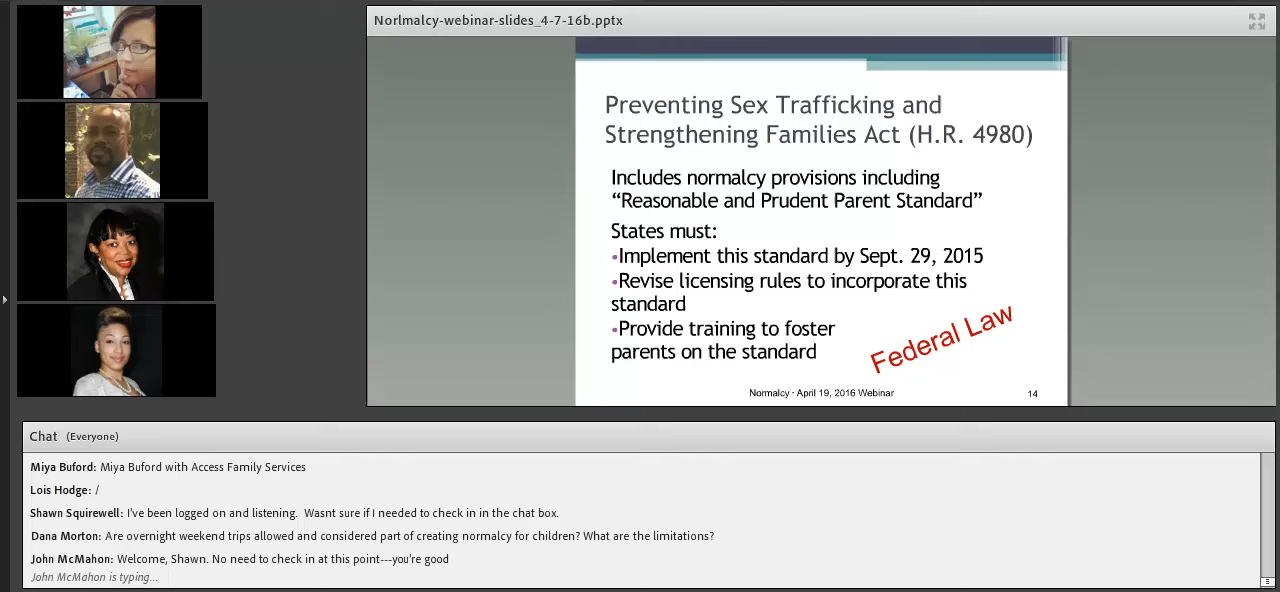 Norlmalcy-webinar-slides_4-7-16b.pptx
Preventing Sex Trafficking and
Strengthening Families Act (H.R. 4980)
Includes normalcy provisions including
“Reasonable and Prudent Parent Standard”
States must:
•Implement this standard by Sept. 29, 2015
•Revise licensing rules to incorporate this
standard
•Provide training to foster
parents on the standard
Federal Law
Normalcy · April 19, 2016 Webinar
14
Chat (Everyone)
Miya Buford: Miya Buford with Access Family Services
Lois Hodge: /
Shawn Squirewell: I've been logged on and listening. Wasnt sure if I needed to check in in the chat box.
Dana Morton: Are overnight weekend trips allowed and considered part of creating normalcy for children? What are the limitations?
John McMahon: Welcome, Shawn. No need to check in at this point---you're good
John McMahon is typing...